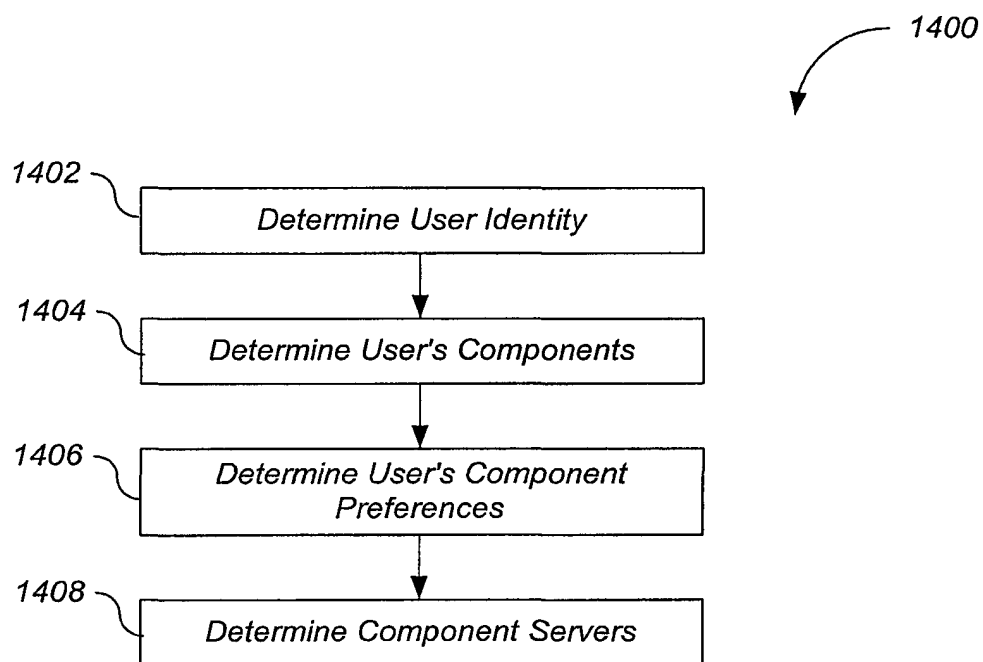 1400
1402
Determine User Identity
1404
Determine User's Components
1406
Determine User's Component
Preferences
1408
Determine Component Servers